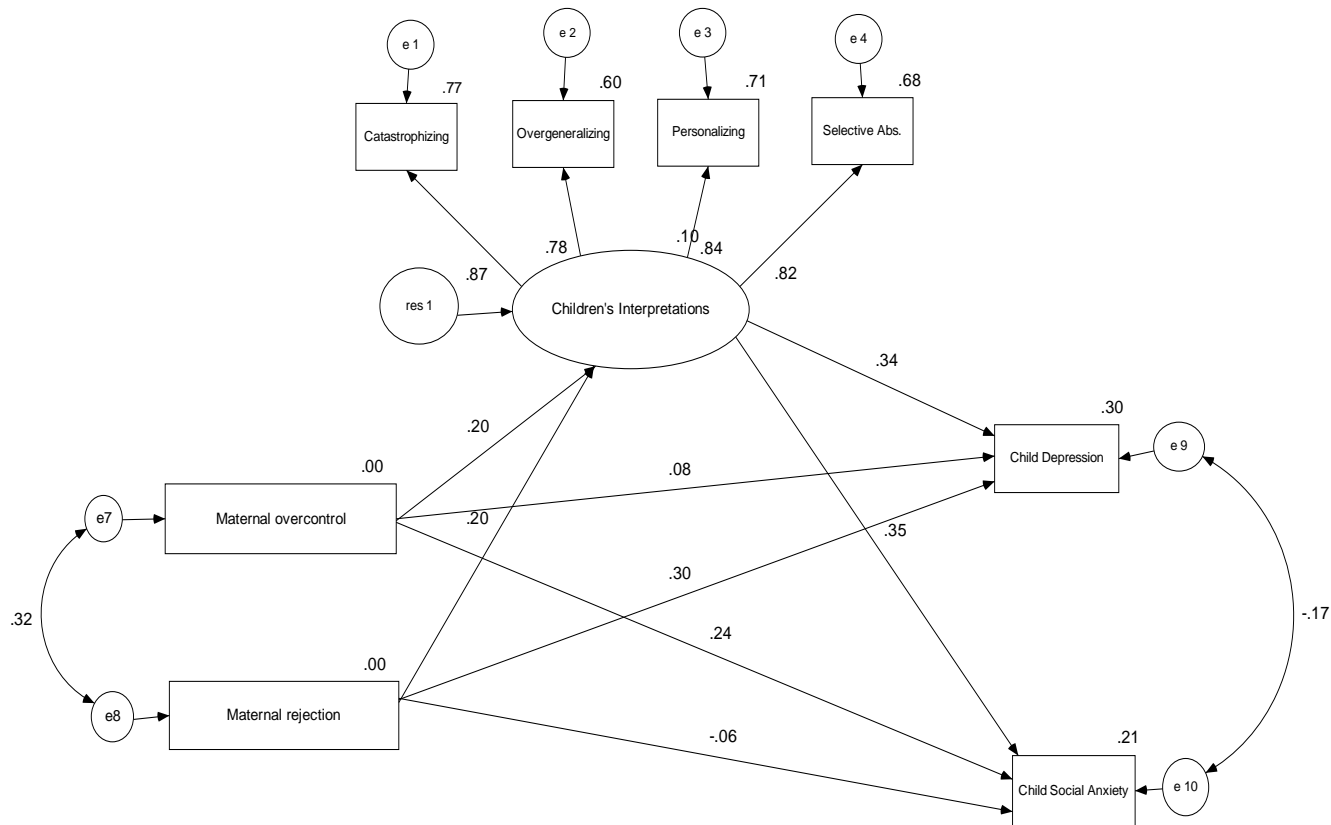 e 1
e 2
e 3
e 4
.77
.60
.71
.68
Catastrophizing
Overgeneralizing
Personalizing
Selective Abs.
.87
.78
.10
.84
.82
res 1
Children's Interpretations
.34
.30
.20
.08
Child Depression
e 9
.00
e7
Maternal overcontrol
.20
.35
.30
.32
.24
-.17
.00
e8
Maternal rejection
-.06
.21
Child Social Anxiety
e 10